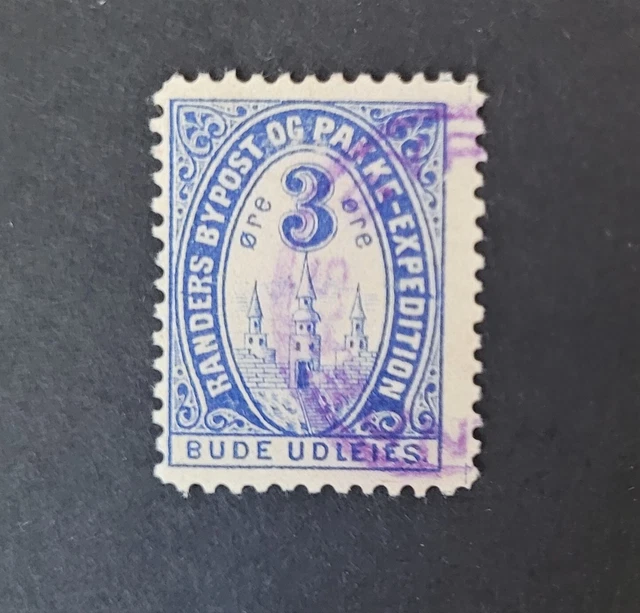 RANDERS BYPOST OG PAKKE-EXPEDITION
3
øre øre
BUDE UDLEIES.